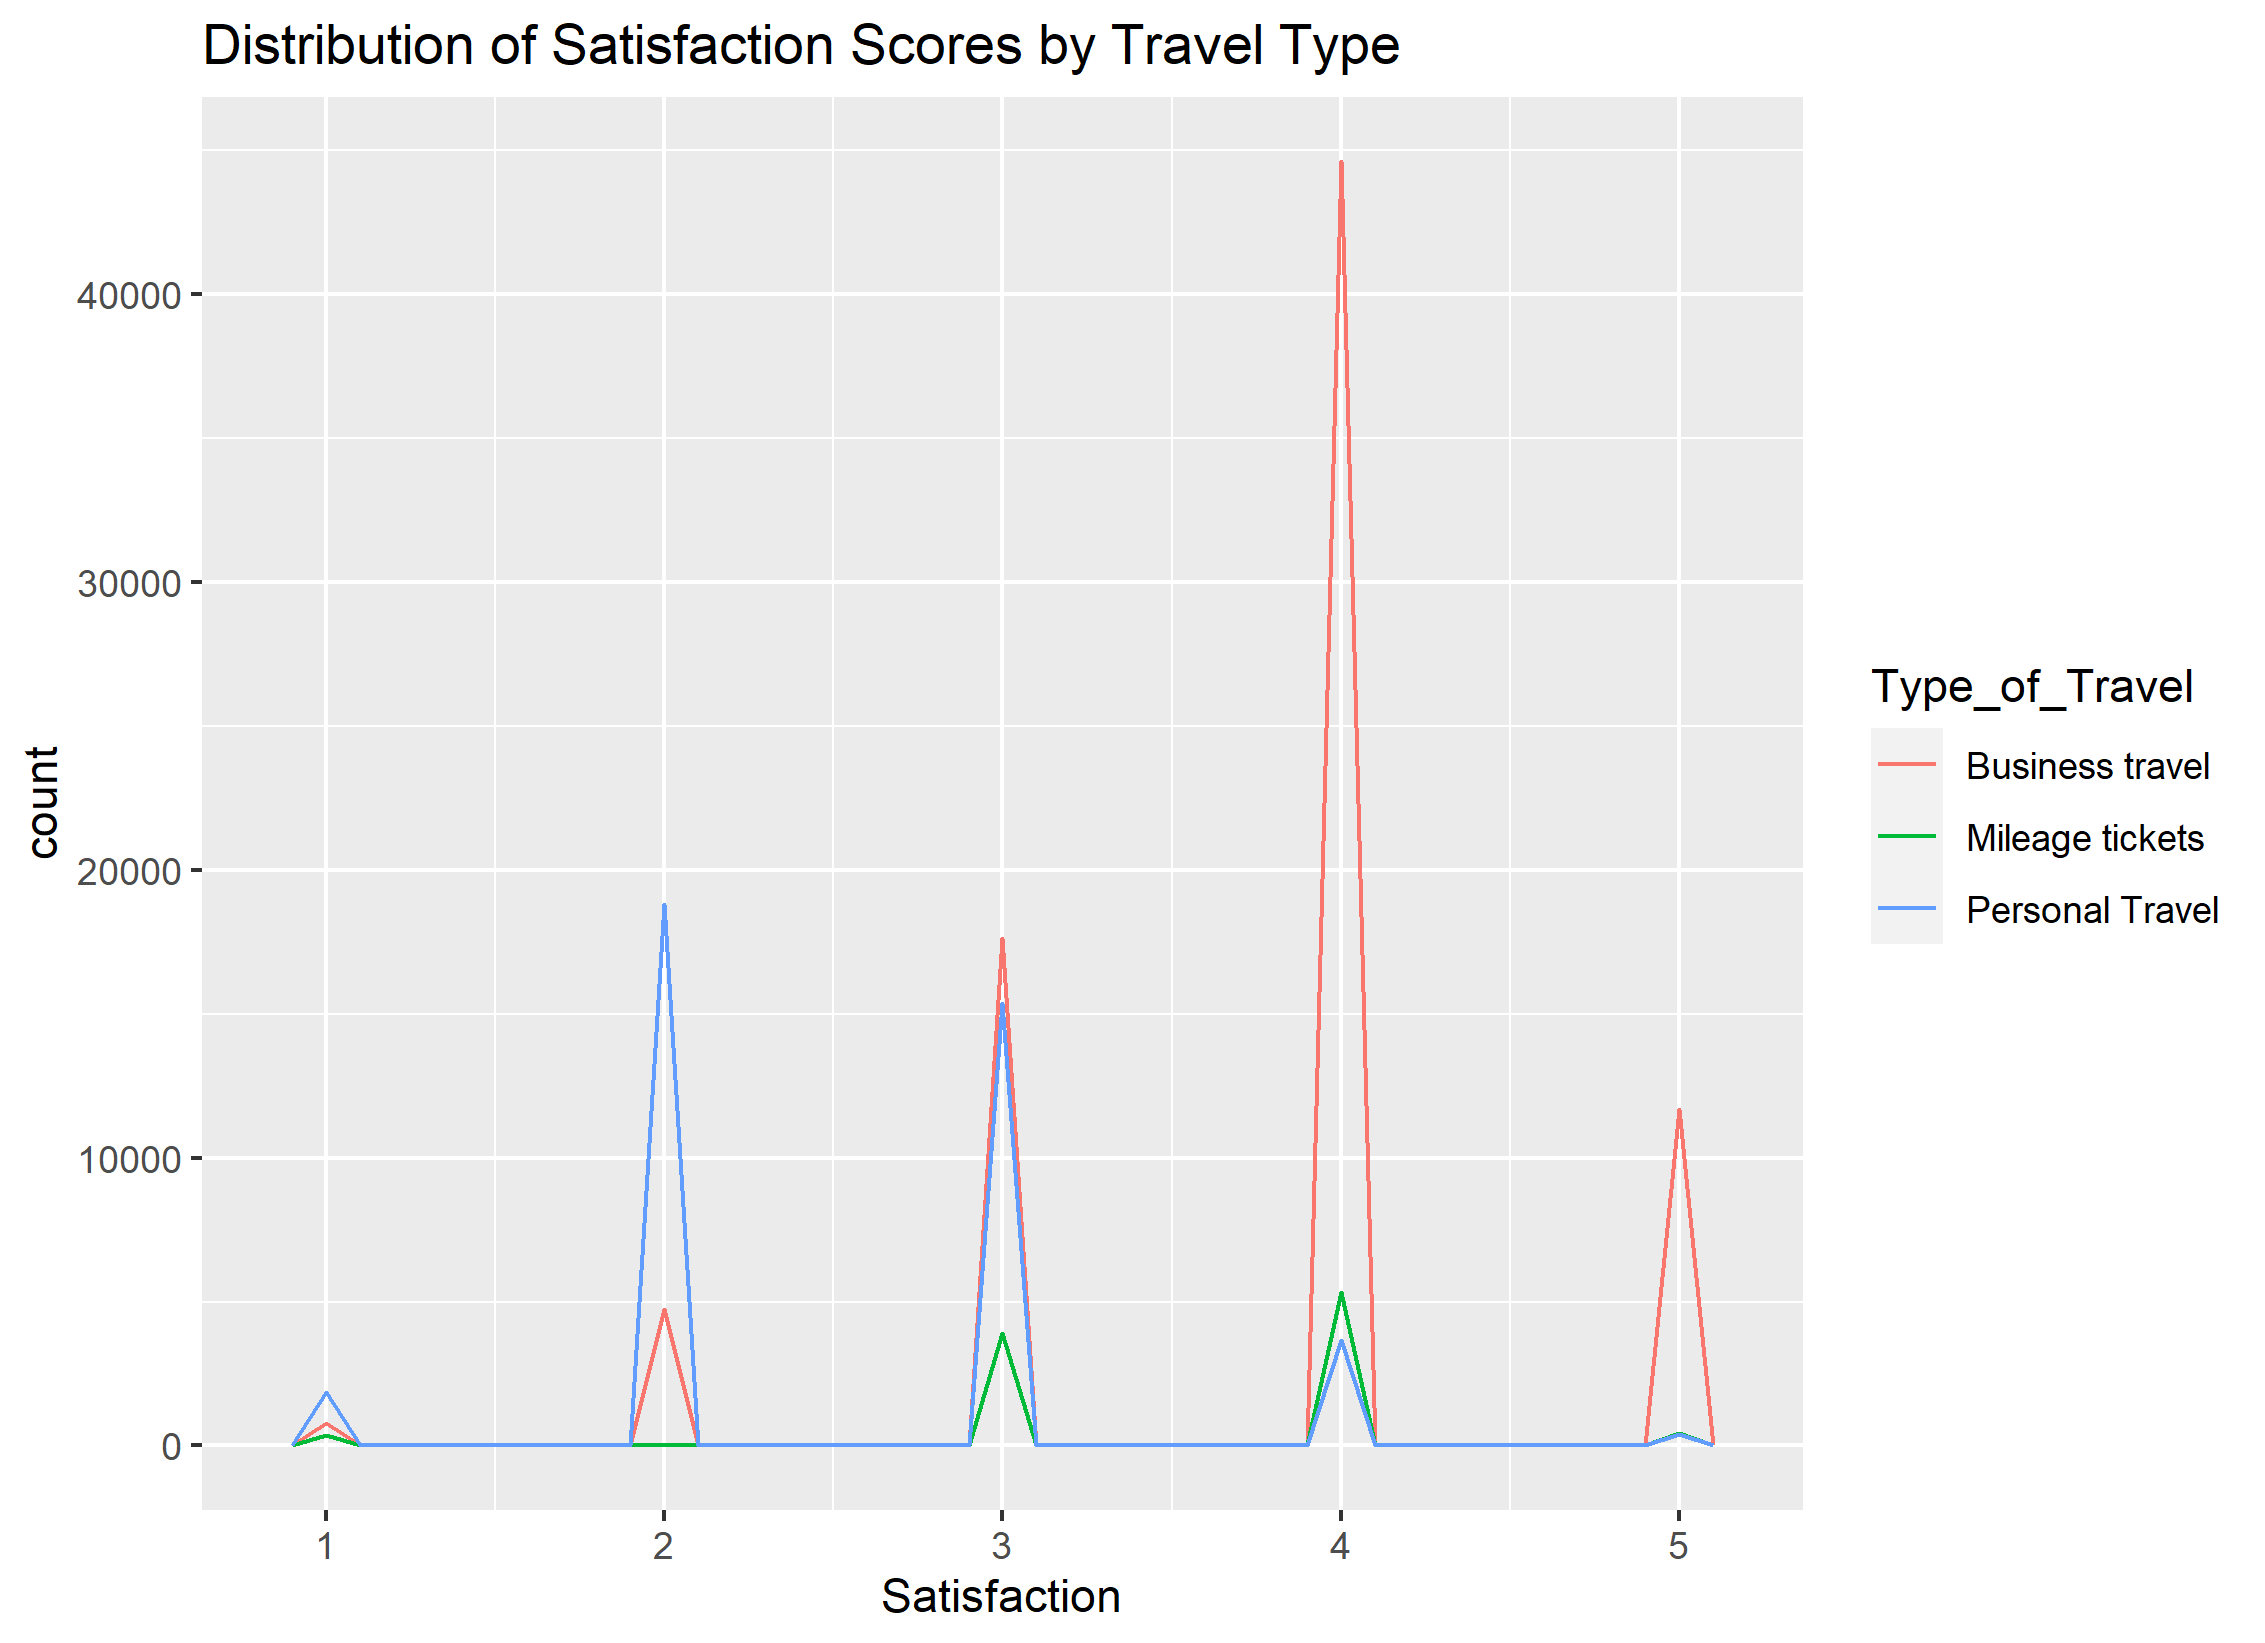 Distribution of Satisfaction Scores by Travel Type
count
40000
30000
20000
10000
0
1 2 3 4 5
Satisfaction
Type_of_Travel
Business travel
Mileage tickets
Personal Travel